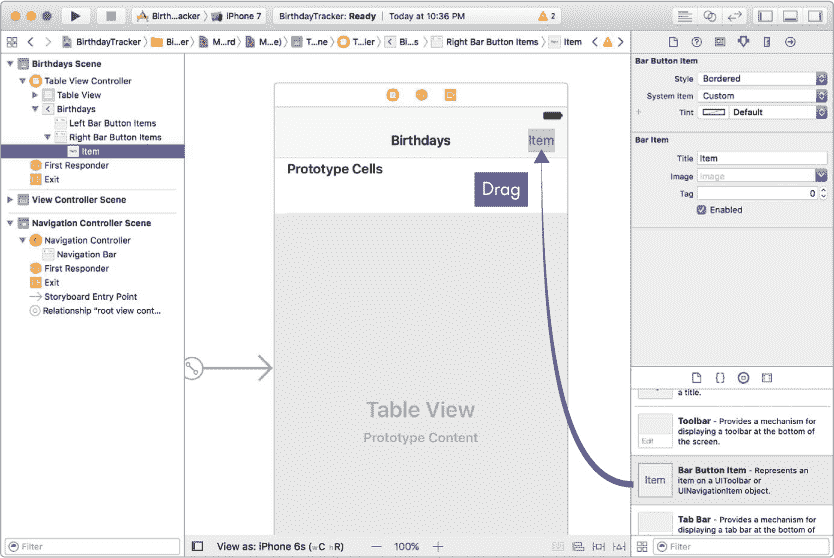 Birth...acker 〉 iPhone 7
BirthdayTracker: Ready | Today at 10:36 PM
2
BirthdayTracker 〉 Bi...er 〉 M...rd 〉 M...e) 〉 T...ne 〉 T...ler 〉 Bi...s 〉 Right Bar Button Items 〉 Item
Birthdays Scene
Table View Controller
Table View
Birthdays
Left Bar Button Items
Right Bar Button Items
Item
First Responder
Exit
View Controller Scene
Navigation Controller Scene
Navigation Controller
Navigation Bar
First Responder
Exit
Storyboard Entry Point
Relationship "root view cont...
Filter
Birthdays
Item
Prototype Cells
Drag
Table View
Prototype Content
View as: iPhone 6s (wC hR)
100%
Bar Button Item
Style Bordered
System Item Custom
Tint Default
Bar Item
Title Item
Image Image
Tag 0
Enabled
a title.
Toolbar - Provides a mechanism for
displaying a toolbar at the bottom of
the screen.
Edit
Item
Bar Button Item - Represents an
item on a UIToolbar or
UINavigationItem object.
Tab Bar - Provides a mechanism for
displaying a tab bar at the bottom of
Filter